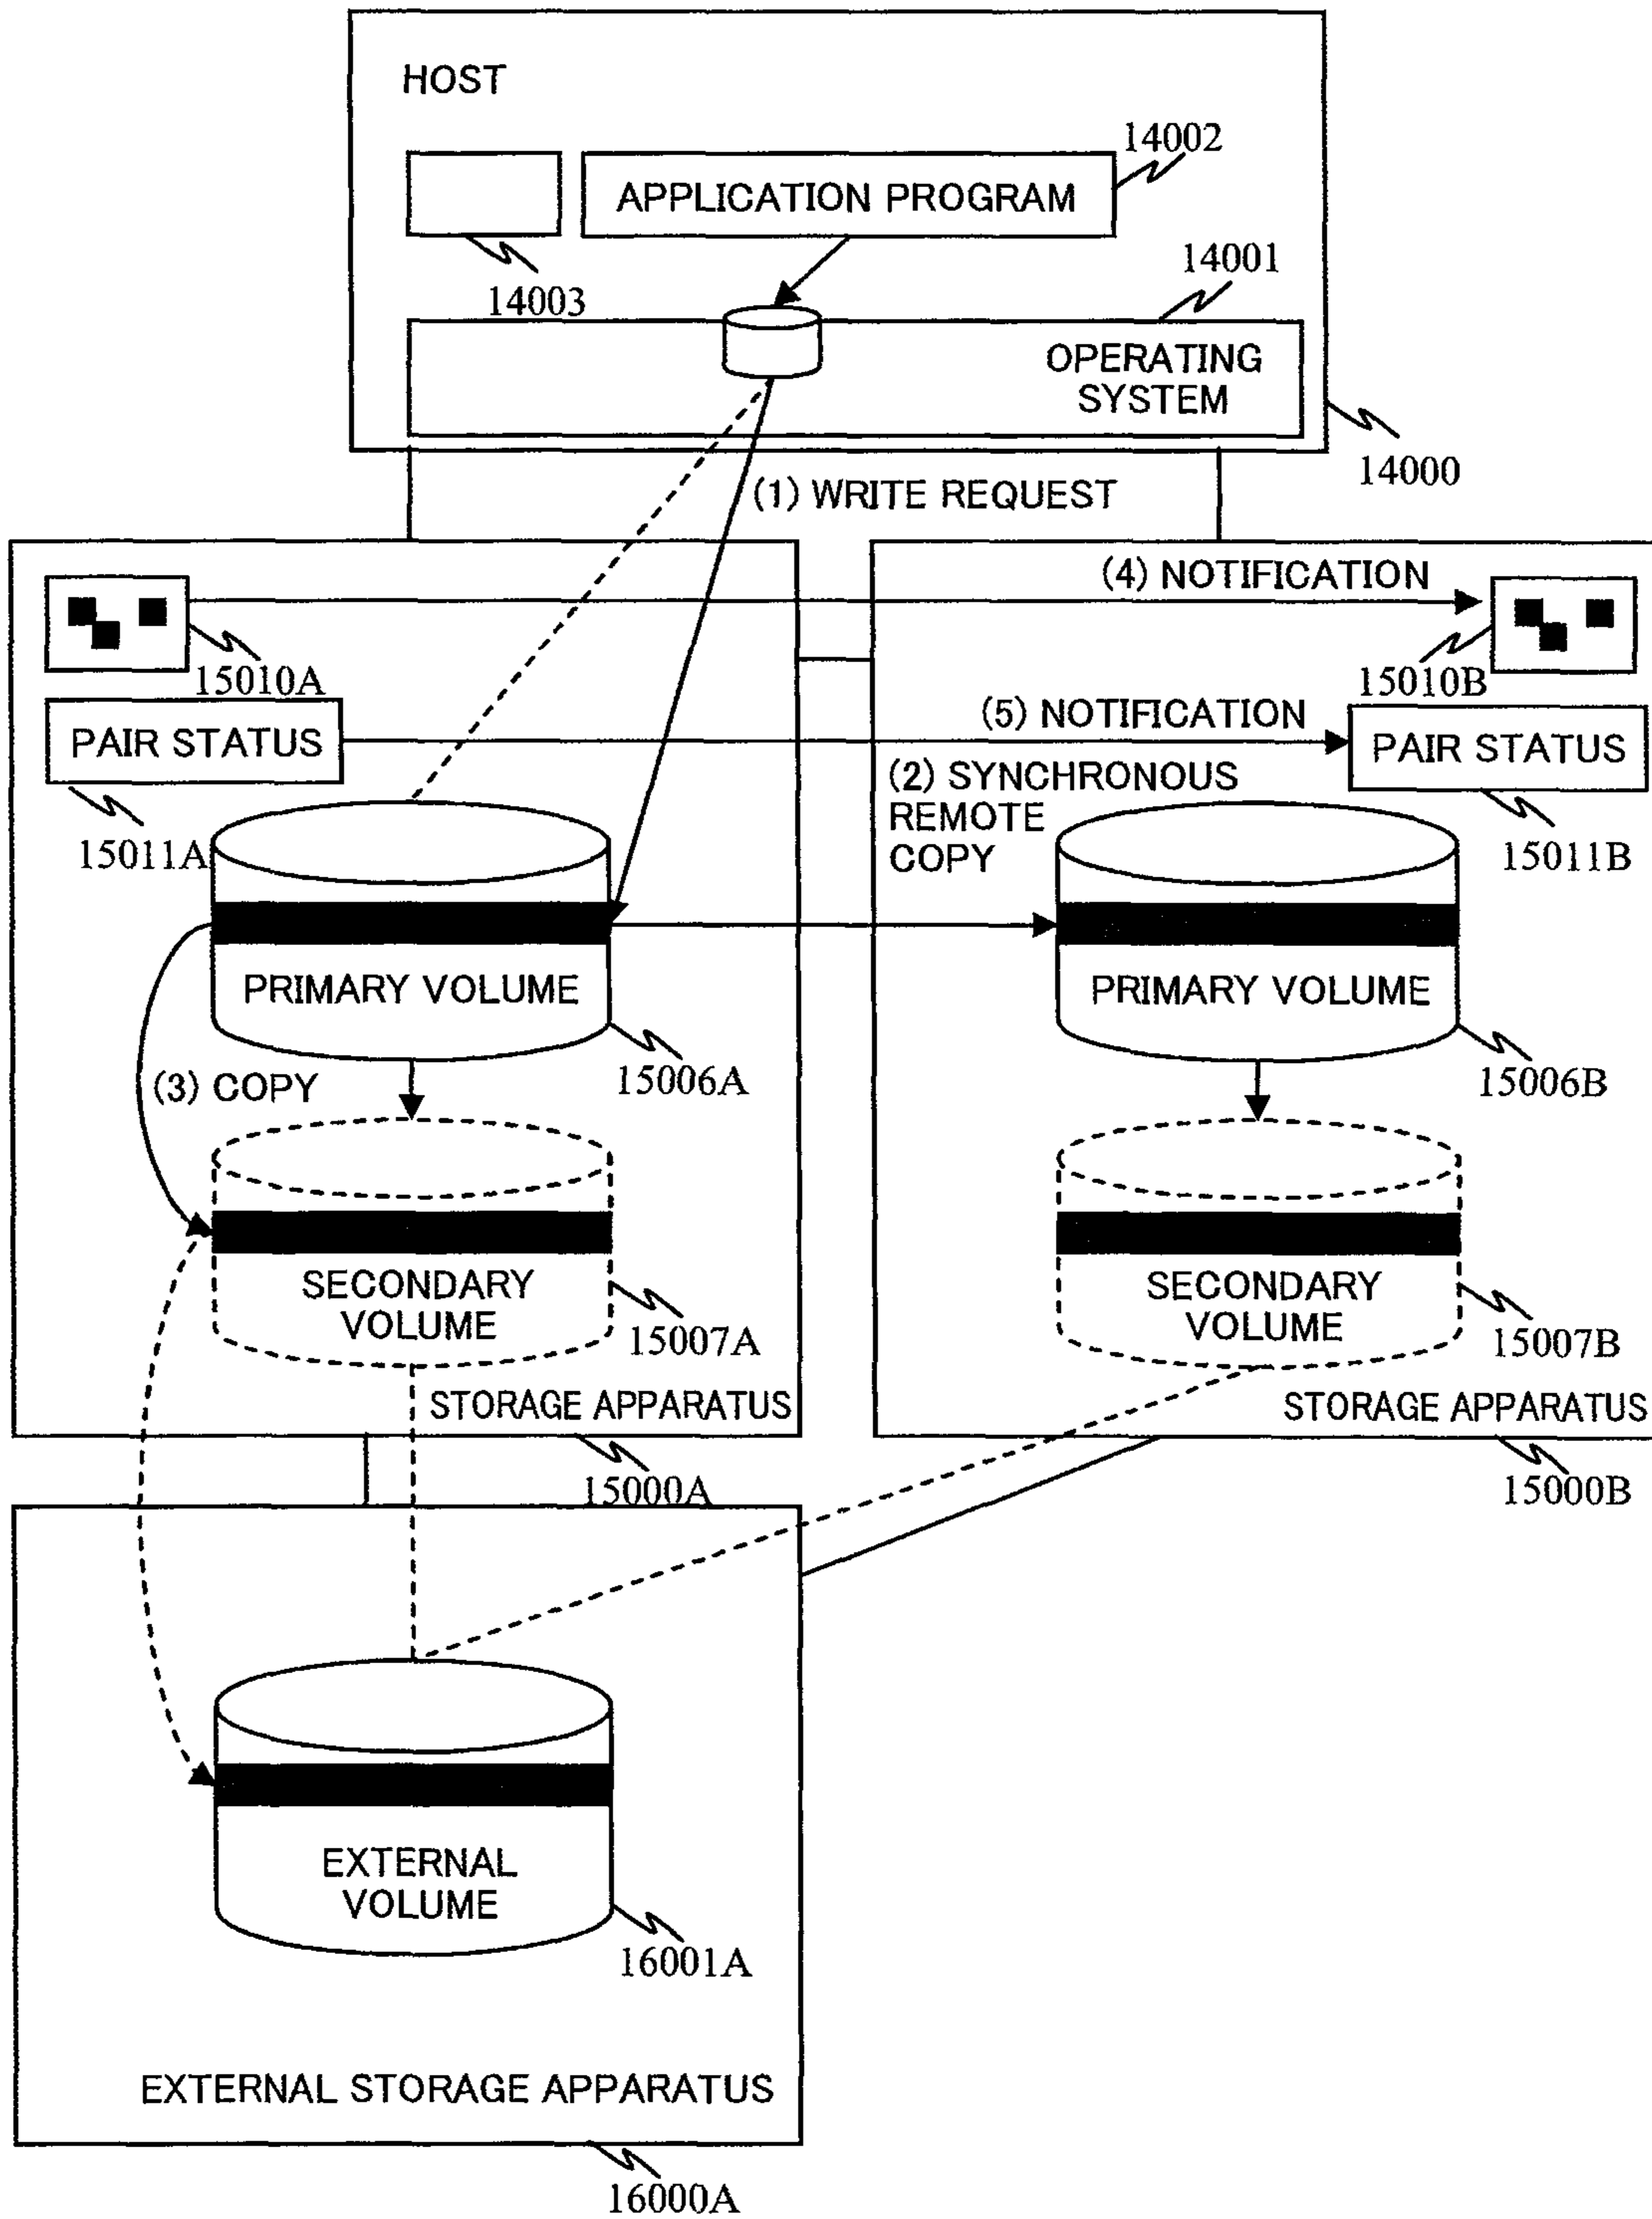 HOST
14002
APPLICATION PROGRAM
14001
14003
OPERATING
SYSTEM
14000
(1) WRITE REQUEST
(4) NOTIFICATION
15010A
15010B
(5) NOTIFICATION
PAIR STATUS
PAIR STATUS
(2) SYNCHRONOUS
REMOTE
COPY
15011A
15011B
PRIMARY VOLUME
PRIMARY VOLUME
15006A
15006B
(3) COPY
SECONDARY
VOLUME
SECONDARY
VOLUME
15007A
15007B
STORAGE APPARATUS
STORAGE APPARATUS
15000A
15000B
EXTERNAL
VOLUME
16001A
EXTERNAL STORAGE APPARATUS
16000A